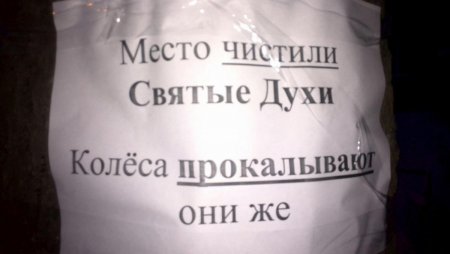 Место чистили
Святые Духи
Колёса прокалывают
они же